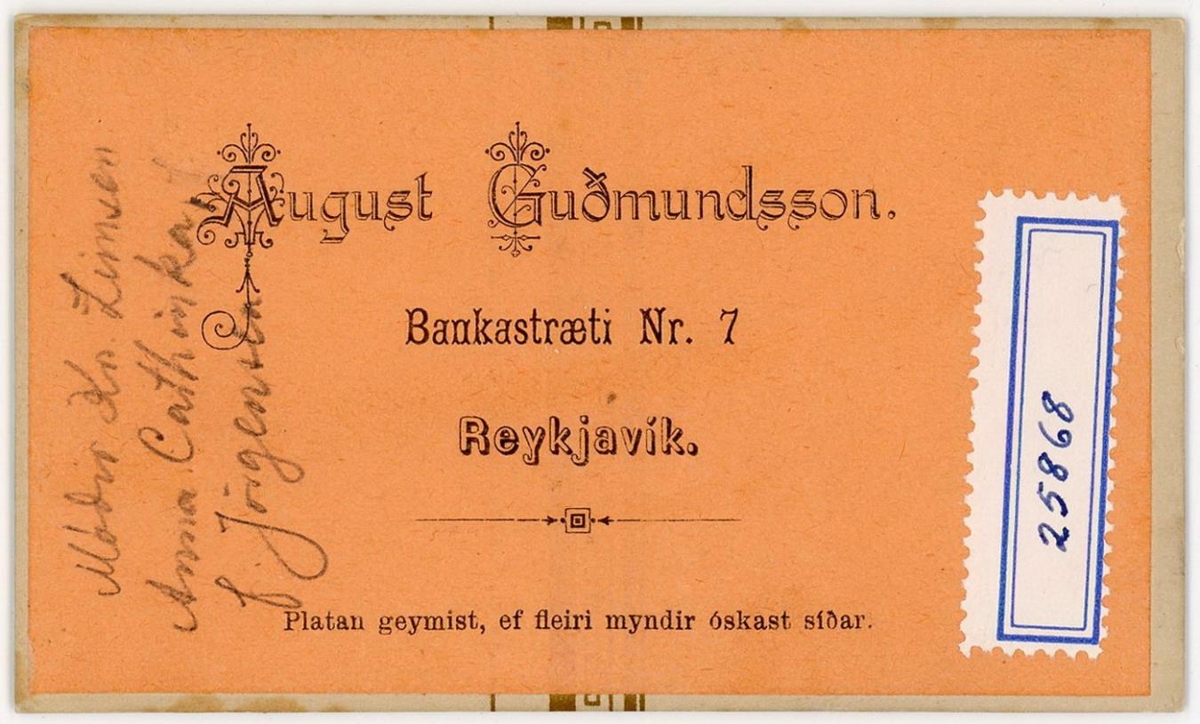 August Guðmundsson.
Bankastræti Nr. 7
Reykjavík.
Platan geymist, ef fleiri myndir óskast síðar.
Móðir Kn. Zimsen
Anna Cathinka
f. Jörgensen
25868